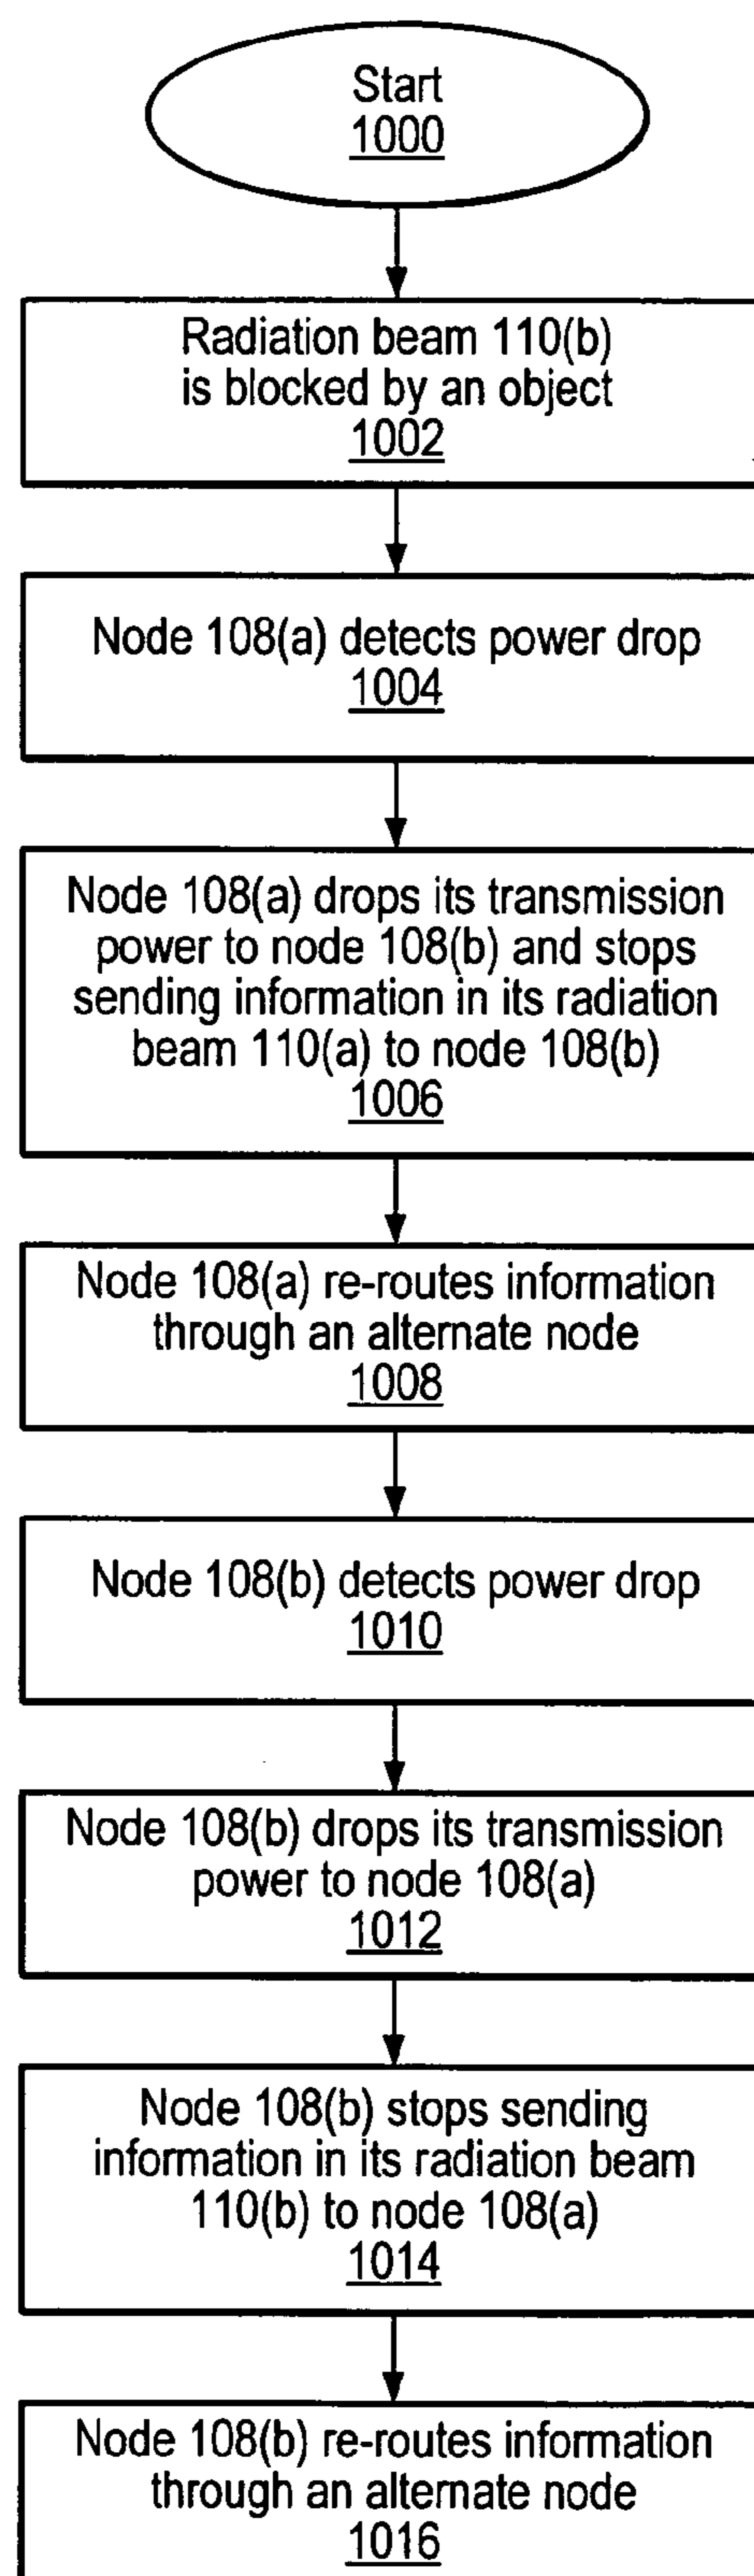 Start
1000
Radiation beam 110(b)
is blocked by an object
1002
Node 108(a) detects power drop
1004
Node 108(a) drops its transmission
power to node 108(b) and stops
sending information in its radiation
beam 110(a) to node 108(b)
1006
Node 108(a) re-routes information
through an alternate node
1008
Node 108(b) detects power drop
1010
Node 108(b) drops its transmission
power to node 108(a)
1012
Node 108(b) stops sending
information in its radiation beam
110(b) to node 108(a)
1014
Node 108(b) re-routes information
through an alternate node
1016